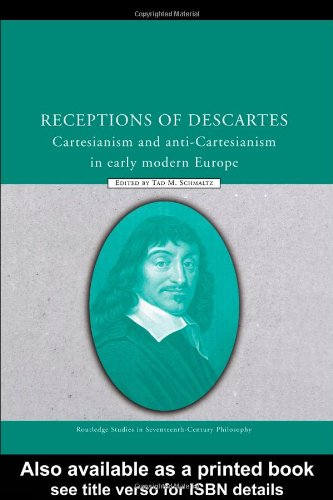 RECEPTIONS OF DESCARTES
Cartesianism and anti-Cartesianism
in early modern Europe
EDITED BY TAD M. SCHMALTZ
Routledge Studies in Seventeenth-Century Philosophy
Also available as a printed book
see title verso for ISBN details